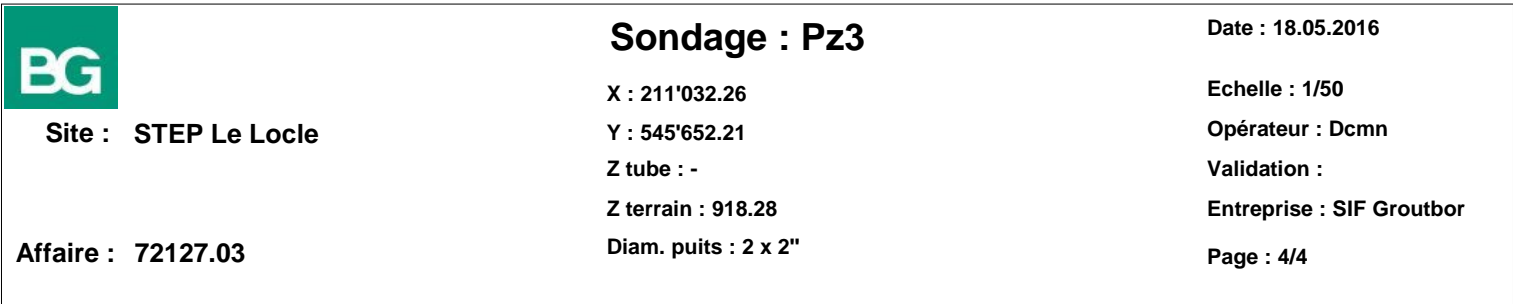 BG
Site : STEP Le Locle
Affaire : 72127.03
Sondage : Pz3
X : 211'032.26
Y : 545'652.21
Z tube : -
Z terrain : 918.28
Diam. puits : 2 x 2"
Date : 18.05.2016
Echelle : 1/50
Opérateur : Dcmn
Validation :
Entreprise : SIF Groutbor
Page : 4/4